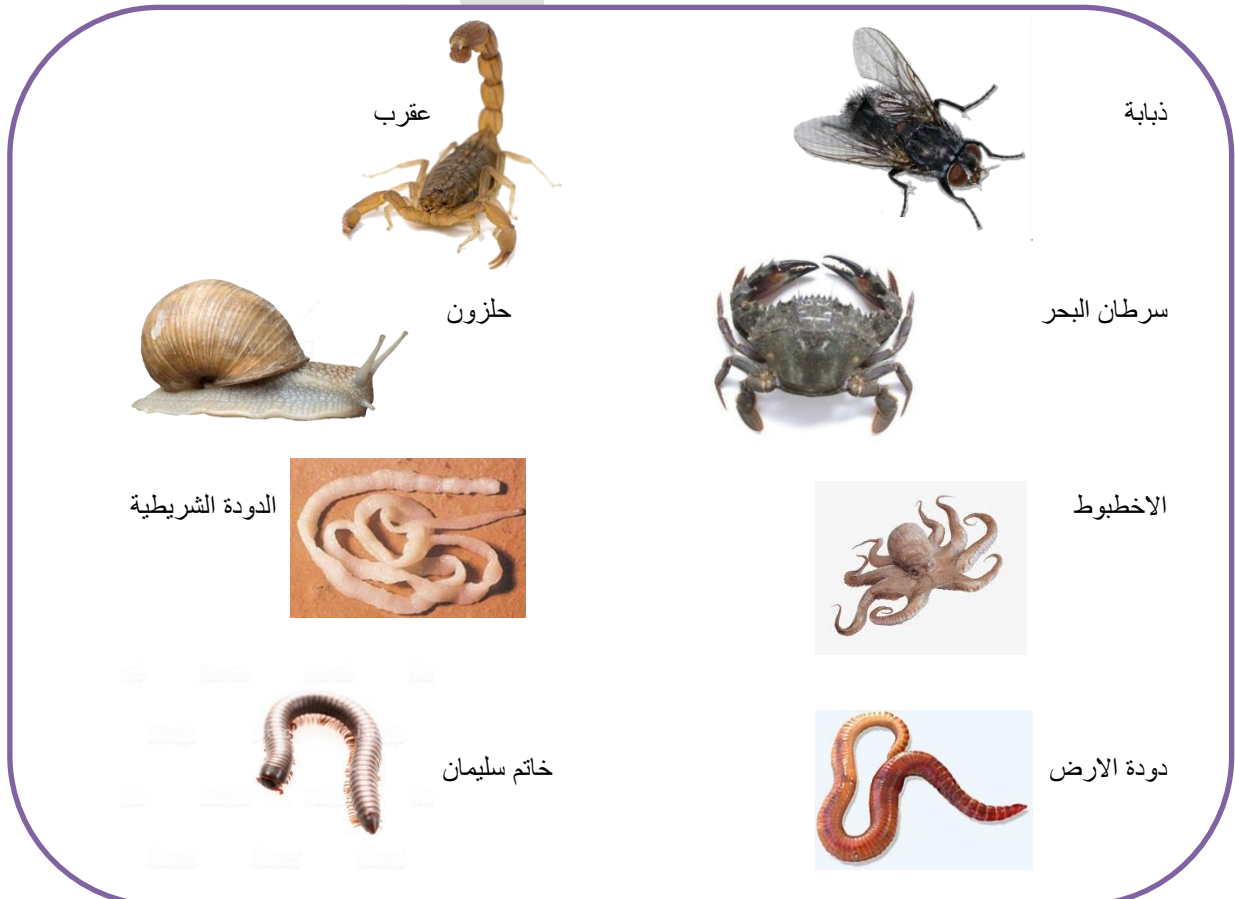 ذبابة
عقرب
سرطان البحر
حلزون
الاخطبوط
الدودة الشريطية
دودة الارض
خاتم سليمان